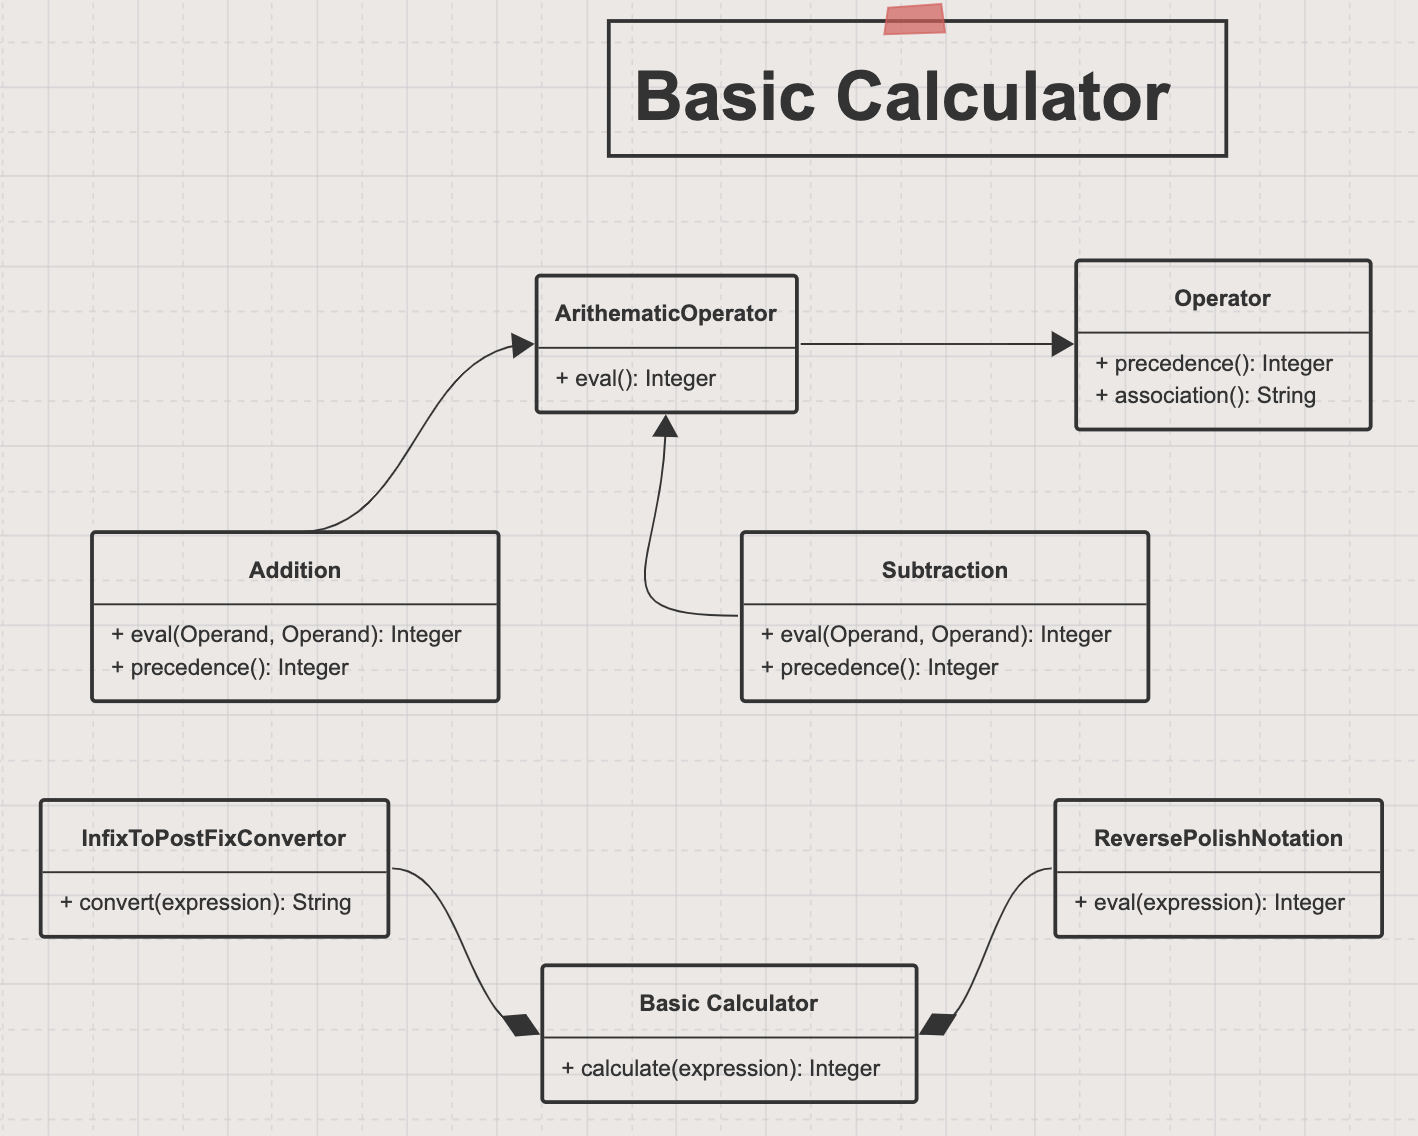 Basic Calculator
ArithematicOperator
+ eval(): Integer
Operator
+ precedence(): Integer
+ association(): String
Addition
+ eval(Operand, Operand): Integer
+ precedence(): Integer
Subtraction
+ eval(Operand, Operand): Integer
+ precedence(): Integer
InfixToPostFixConvertor
+ convert(expression): String
ReversePolishNotation
+ eval(expression): Integer
Basic Calculator
+ calculate(expression): Integer